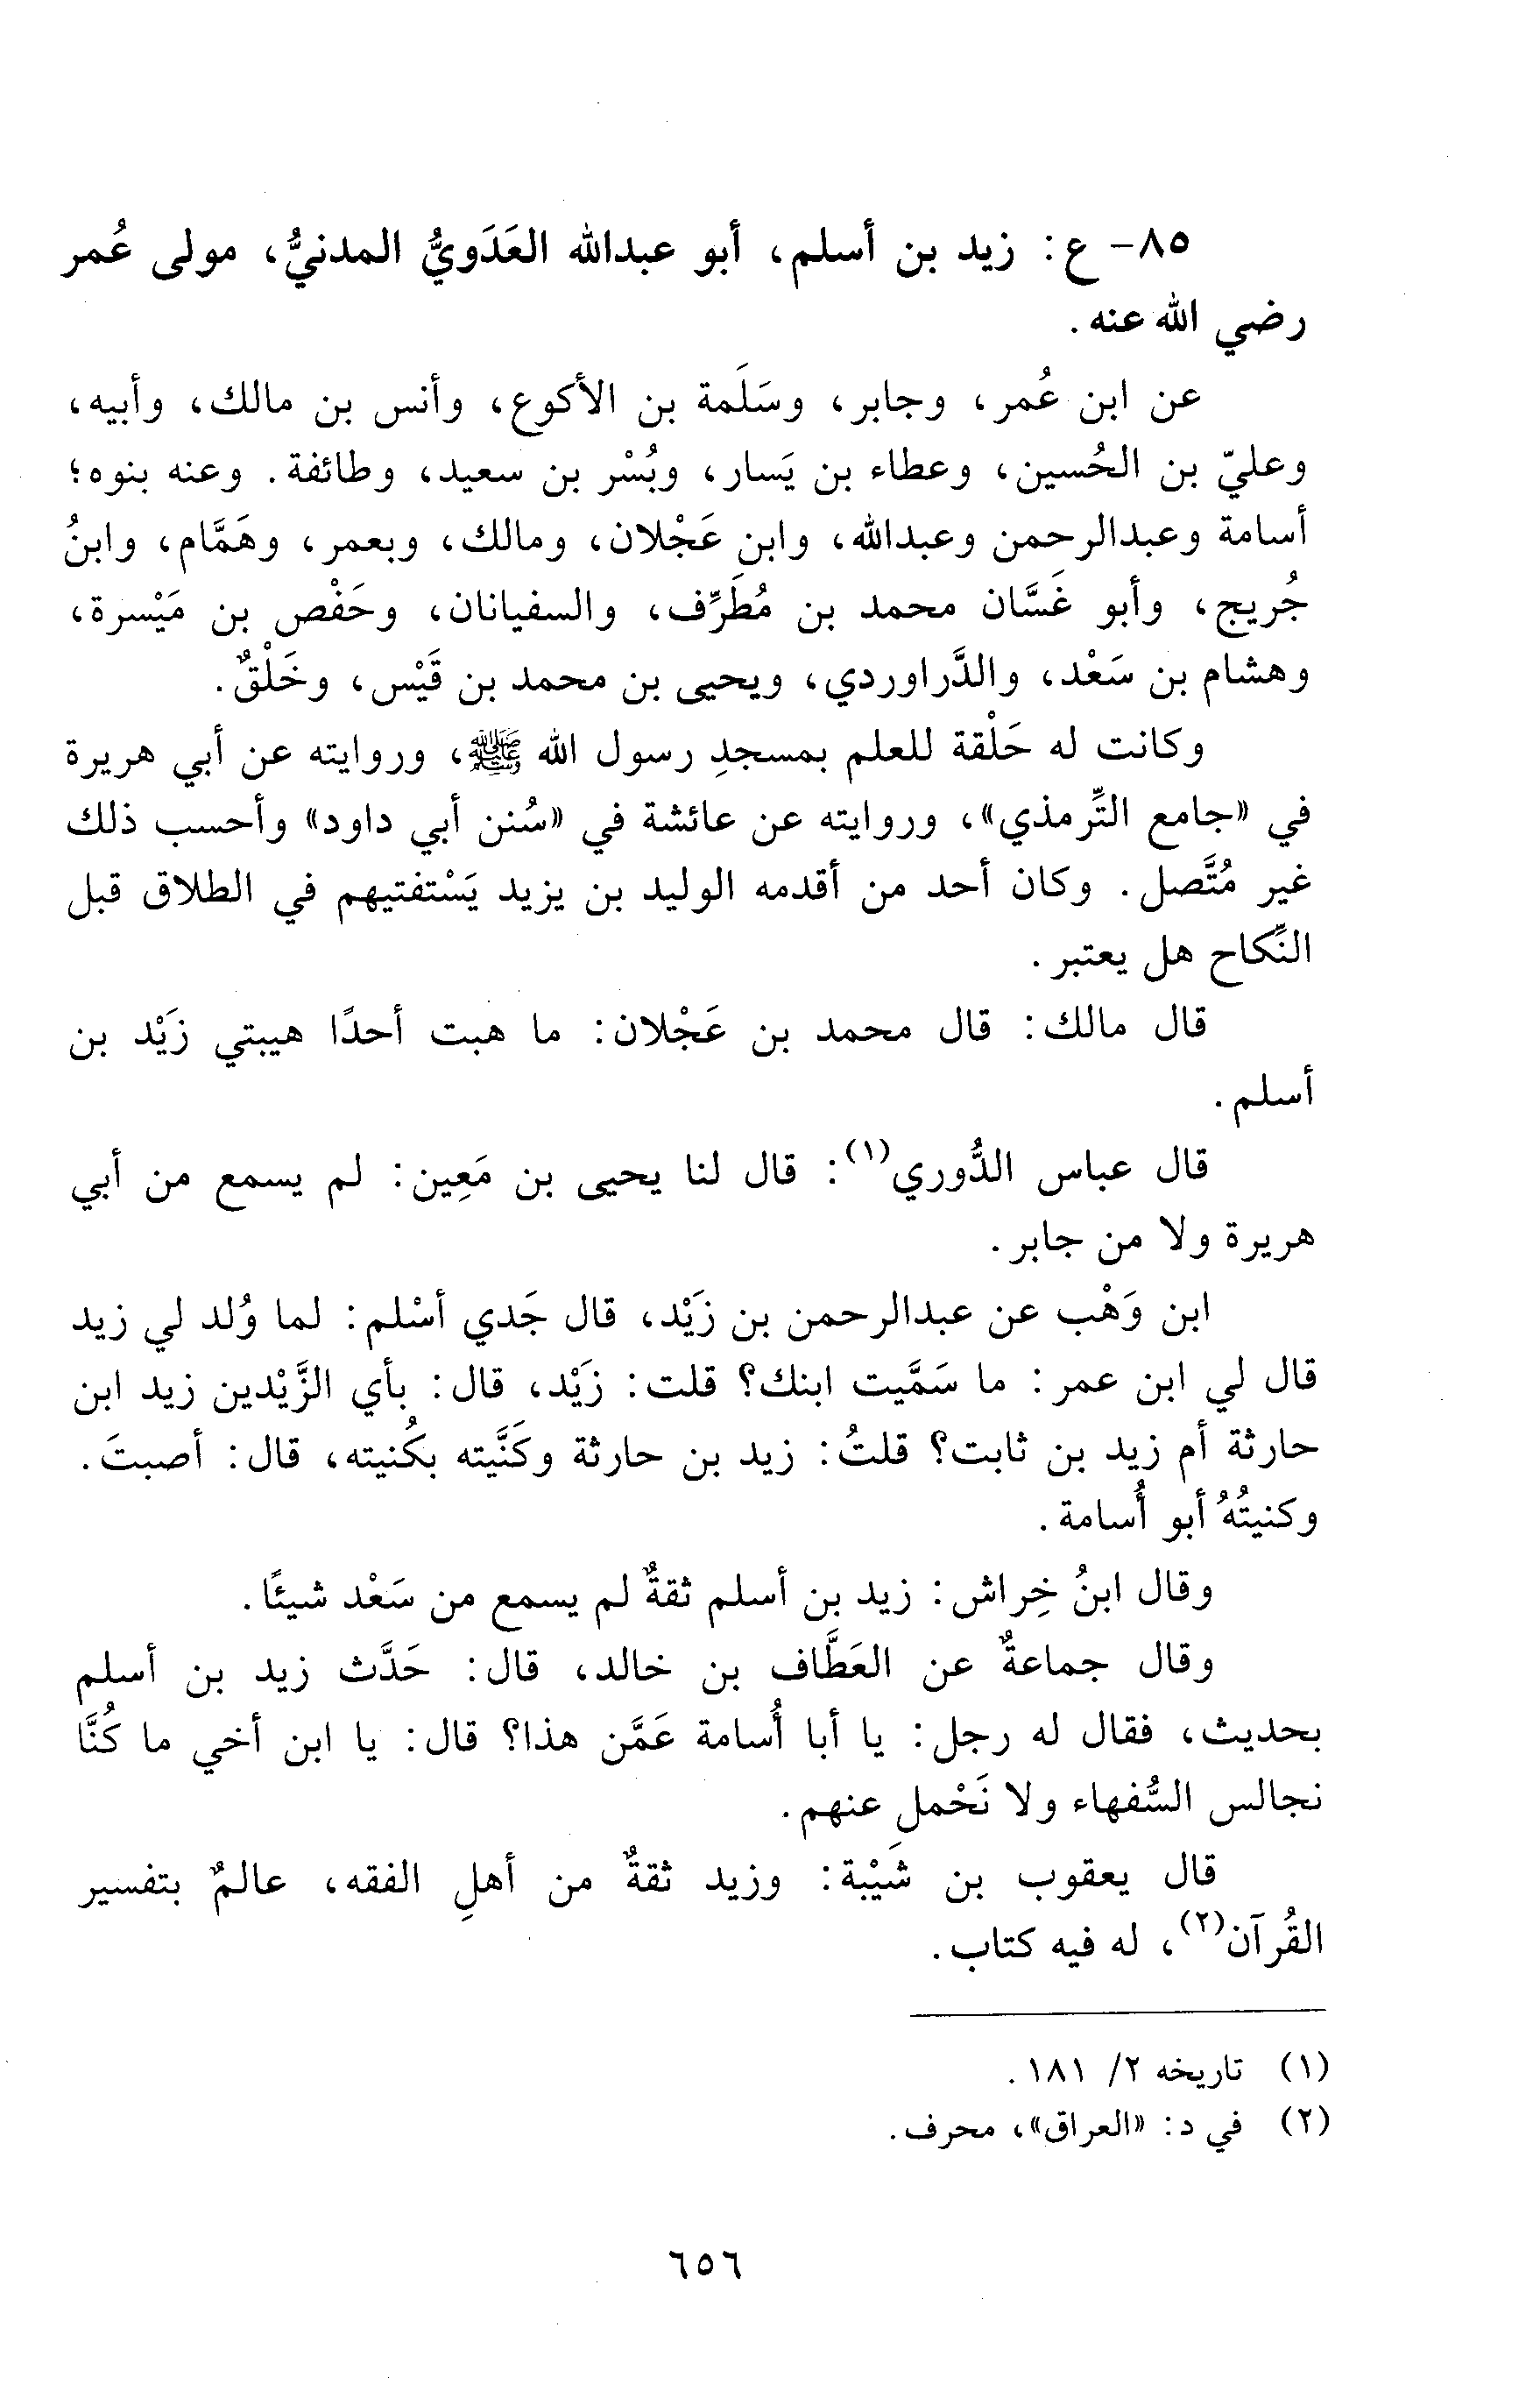 ٨٥- ع: زيد بن أسلم، أبو عبدالله العَدَويُّ المدنيُّ، مولى عُمر
رضي الله عنه.
عن ابن عُمر، وجابر، وسَلَمة بن الأكوع، وأنس بن مالك، وأبيه،
وعليّ بن الحُسين، وعطاء بن يَسار، وبُسْر بن سعيد، وطائفة. وعنه بنوه؛
أسامة وعبدالرحمن وعبدالله، وابن عَجْلان، ومالك، وبعمر، وهَمَّام، وابنُ
جُريج، وأبو غَسَّان محمد بن مُطَرِّف، والسفيانان، وحَفْص بن مَيْسرة،
وهشام بن سَعْد، والدَّراوردي، ويحيى بن محمد بن قَيْس، وخَلْقٌ.
وكانت له حَلْقة للعلم بمسجدِ رسول الله ﷺ، وروايته عن أبي هريرة
في «جامع التِّرمذي»، وروايته عن عائشة في «سُنن أبي داود» وأحسب ذلك
غير مُتَّصل. وكان أحد من أقدمه الوليد بن يزيد يَسْتفتيهم في الطلاق قبل
النِّكاح هل يعتبر.
قال مالك: قال محمد بن عَجْلان: ما هبت أحدًا هيبتي زَيْد بن
أسلم.
قال عباس الدُّوري(١): قال لنا يحيى بن مَعِين: لم يسمع من أبي
هريرة ولا من جابر.
ابن وَهْب عن عبدالرحمن بن زَيْد، قال جَدي أسْلم: لما وُلد لي زيد
قال لي ابن عمر: ما سَمَّيت ابنك؟ قلت: زَيْد، قال: بأي الزَّيْدين زيد ابن
حارثة أم زيد بن ثابت؟ قلتُ: زيد بن حارثة وكَنَّيته بكُنيته، قال: أصبتَ.
وكنيتُهُ أبو أُسامة.
وقال ابنُ خِراش: زيد بن أسلم ثقةٌ لم يسمع من سَعْد شيئًا.
وقال جماعةٌ عن العَطَّاف بن خالد، قال: حَدَّث زيد بن أسلم
بحديث، فقال له رجل: يا أبا أُسامة عَمَّن هذا؟ قال: يا ابن أخي ما كُنَّا
نجالس السُّفهاء ولا نَحْمل عنهم.
قال يعقوب بن شَيْبة: وزيد ثقةٌ من أهلِ الفقه، عالمٌ بتفسير
القُرآن(٢)، له فيه كتاب.
(١) تاريخه ٢/ ١٨١.
(٢) في د: «العراق»، محرف.
٦٥٦